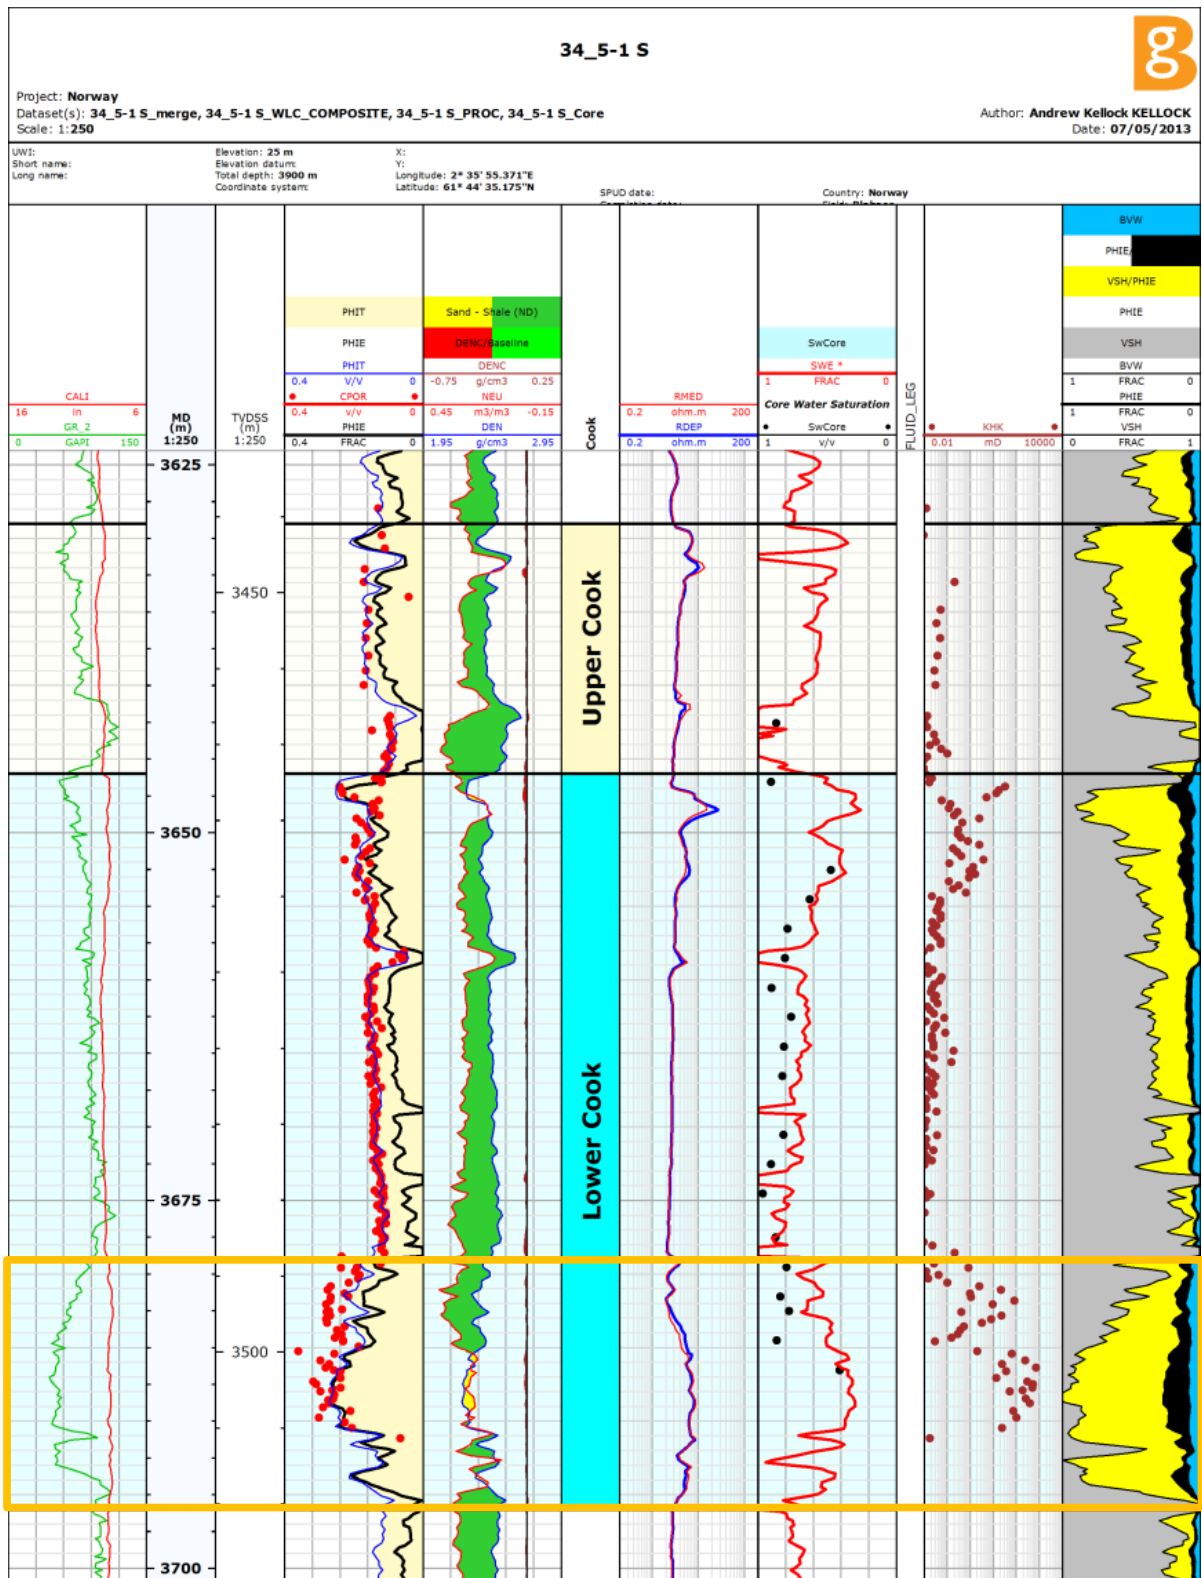 34_5-1 S
gB
Project: Norway
Dataset(s): 34_5-1 S_merge, 34_5-1 S_WLC_COMPOSITE, 34_5-1 S_PROC, 34_5-1 S_Core
Scale: 1:250
Author: Andrew Kellock KELLOCK
Date: 07/05/2013
UWI:
Short name:
Long name:
Elevation: 25 m
Elevation datum:
Total depth: 3900 m
Coordinate system:
X:
Y:
Longitude: 2° 35' 55.371"E
Latitude: 61° 44' 35.175"N
SPUD date:
Country: Norway
CALI
16 in 6
GR_2
0 GAPI 150
MD
(m)
1:250
TVDSS
(m)
1:250
PHIT
PHIE
PHIT
0.4 V/V 0
CPOR
0.4 v/v 0
PHIE
0.4 FRAC 0
Sand - Shale (ND)
DENC/Baseline
DENC
-0.75 g/cm3 0.25
NEU
0.45 m3/m3 -0.15
DEN
1.95 g/cm3 2.95
Cook
RMED
0.2 ohm.m 200
RDEP
0.2 ohm.m 200
SwCore
SWE *
1 FRAC 0
Core Water Saturation
SwCore
1 v/v 0
FLUID_LEG
KHK
0.01 mD 10000
BVW
PHIE/
VSH/PHIE
PHIE
VSH
BVW
1 FRAC 0
PHIE
1 FRAC 0
VSH
0 FRAC 1
3625
3450
Upper Cook
3650
Lower Cook
3675
3500
3700